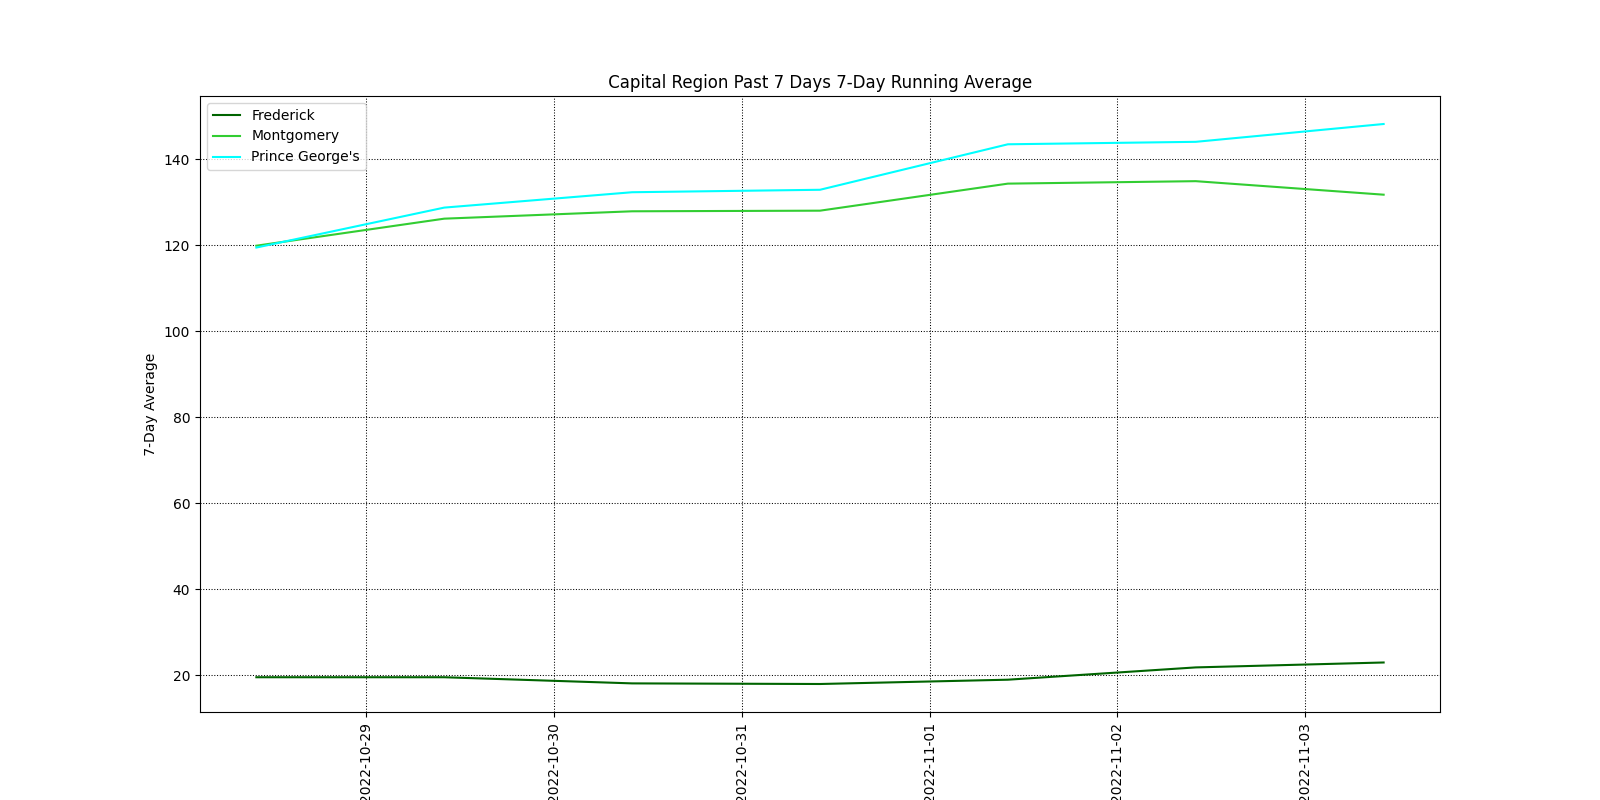 Capital Region Past 7 Days 7-Day Running Average
Frederick
Montgomery
Prince George's
140
120
100
80
60
40
20
7-Day Average
2022-10-29
2022-10-30
2022-10-31
2022-11-01
2022-11-02
2022-11-03